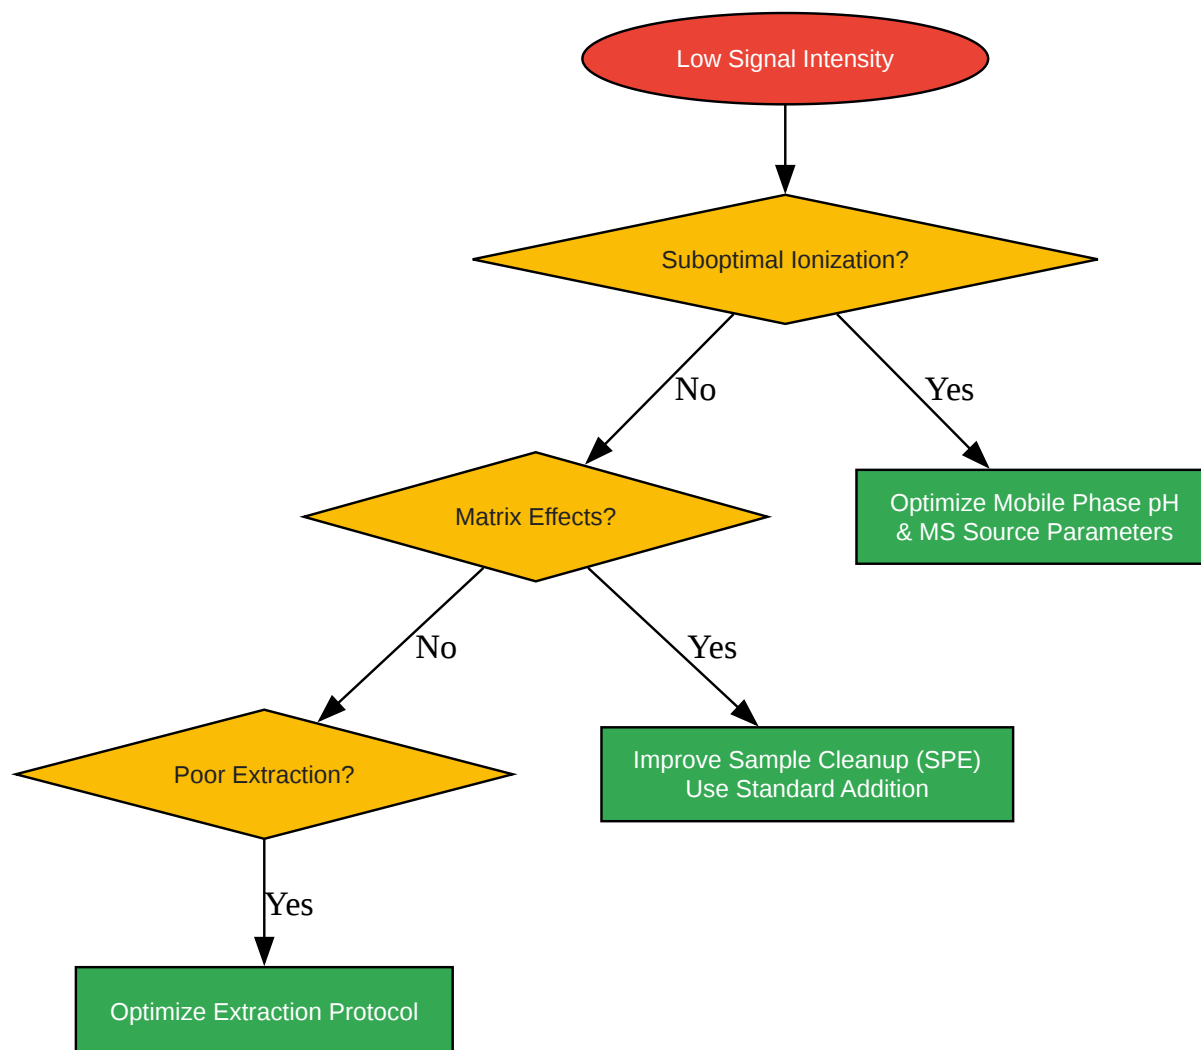 Low Signal Intensity
Suboptimal Ionization?
No
Yes
Matrix Effects?
Optimize Mobile Phase pH
& MS Source Parameters
No
Yes
Poor Extraction?
Improve Sample Cleanup (SPE)
Use Standard Addition
Yes
Optimize Extraction Protocol